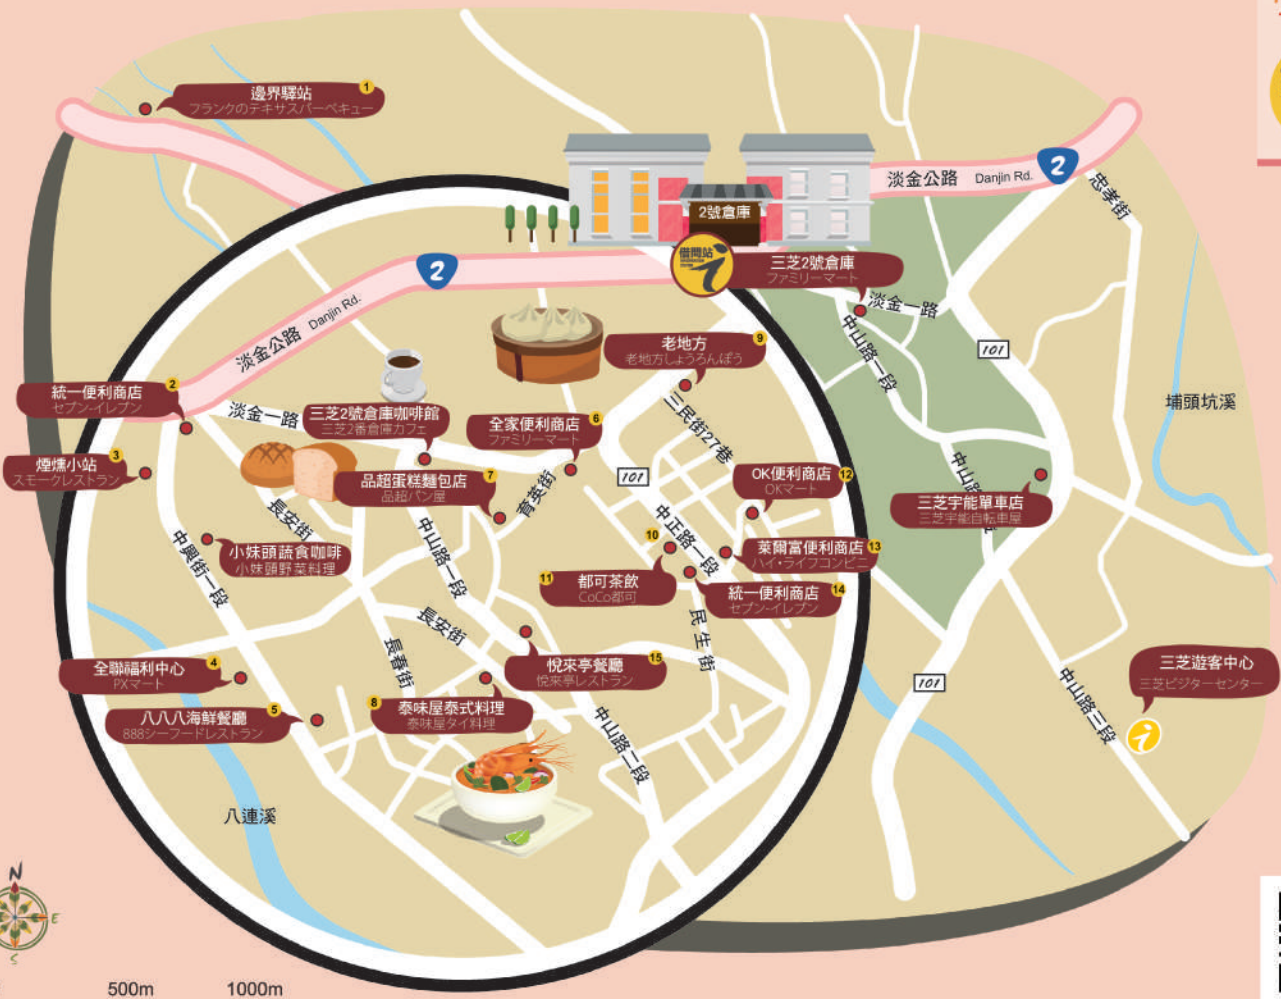 邊界驛站
1
フランクのテキサスバーベキュー
2號倉庫
淡金公路 Danjin Rd.
2
忠孝街
借問站
三芝2號倉庫
ファミリーマート
2
淡金公路 Danjin Rd.
淡金一路
中山路一段
101
老地方
9
老地方しょうろんぽう
三民街27巷
埔頭坑溪
統一便利商店
2
セブン-イレブン
淡金一路
三芝2號倉庫咖啡館
三芝2番倉庫カフェ
全家便利商店
6
ファミリーマート
煙燻小站
3
スモークレストラン
品超蛋糕麵包店
7
品超パン屋
育英街
101
OK便利商店
12
OKマート
三芝宇能單車店
三芝宇能自転車屋
長安街
中興街一段
小妹頭蔬食咖啡
小妹頭野菜料理
中山路一段
中正路一段
10
萊爾富便利商店
13
ハイ・ライフコンビニ
11
都可茶飲
CoCo都可
統一便利商店
14
セブン-イレブン
民生街
長安街
長春街
全聯福利中心
4
PXマート
悅來亭餐廳
15
悅來亭レストラン
三芝遊客中心
三芝ビジターセンター
101
中山路二段
八八八海鮮餐廳
5
888シーフードレストラン
8
泰味屋泰式料理
泰味屋タイ料理
中山路二段
八連溪
N
E
S
500m
1000m